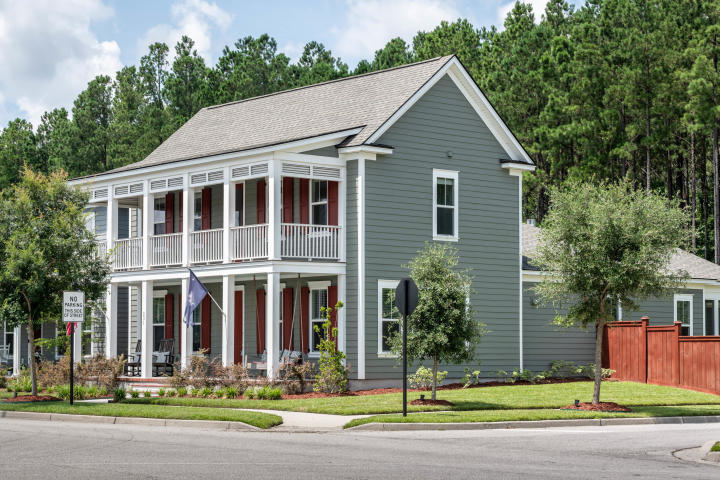 NO
PARKING
THIS SIDE
OF STREET